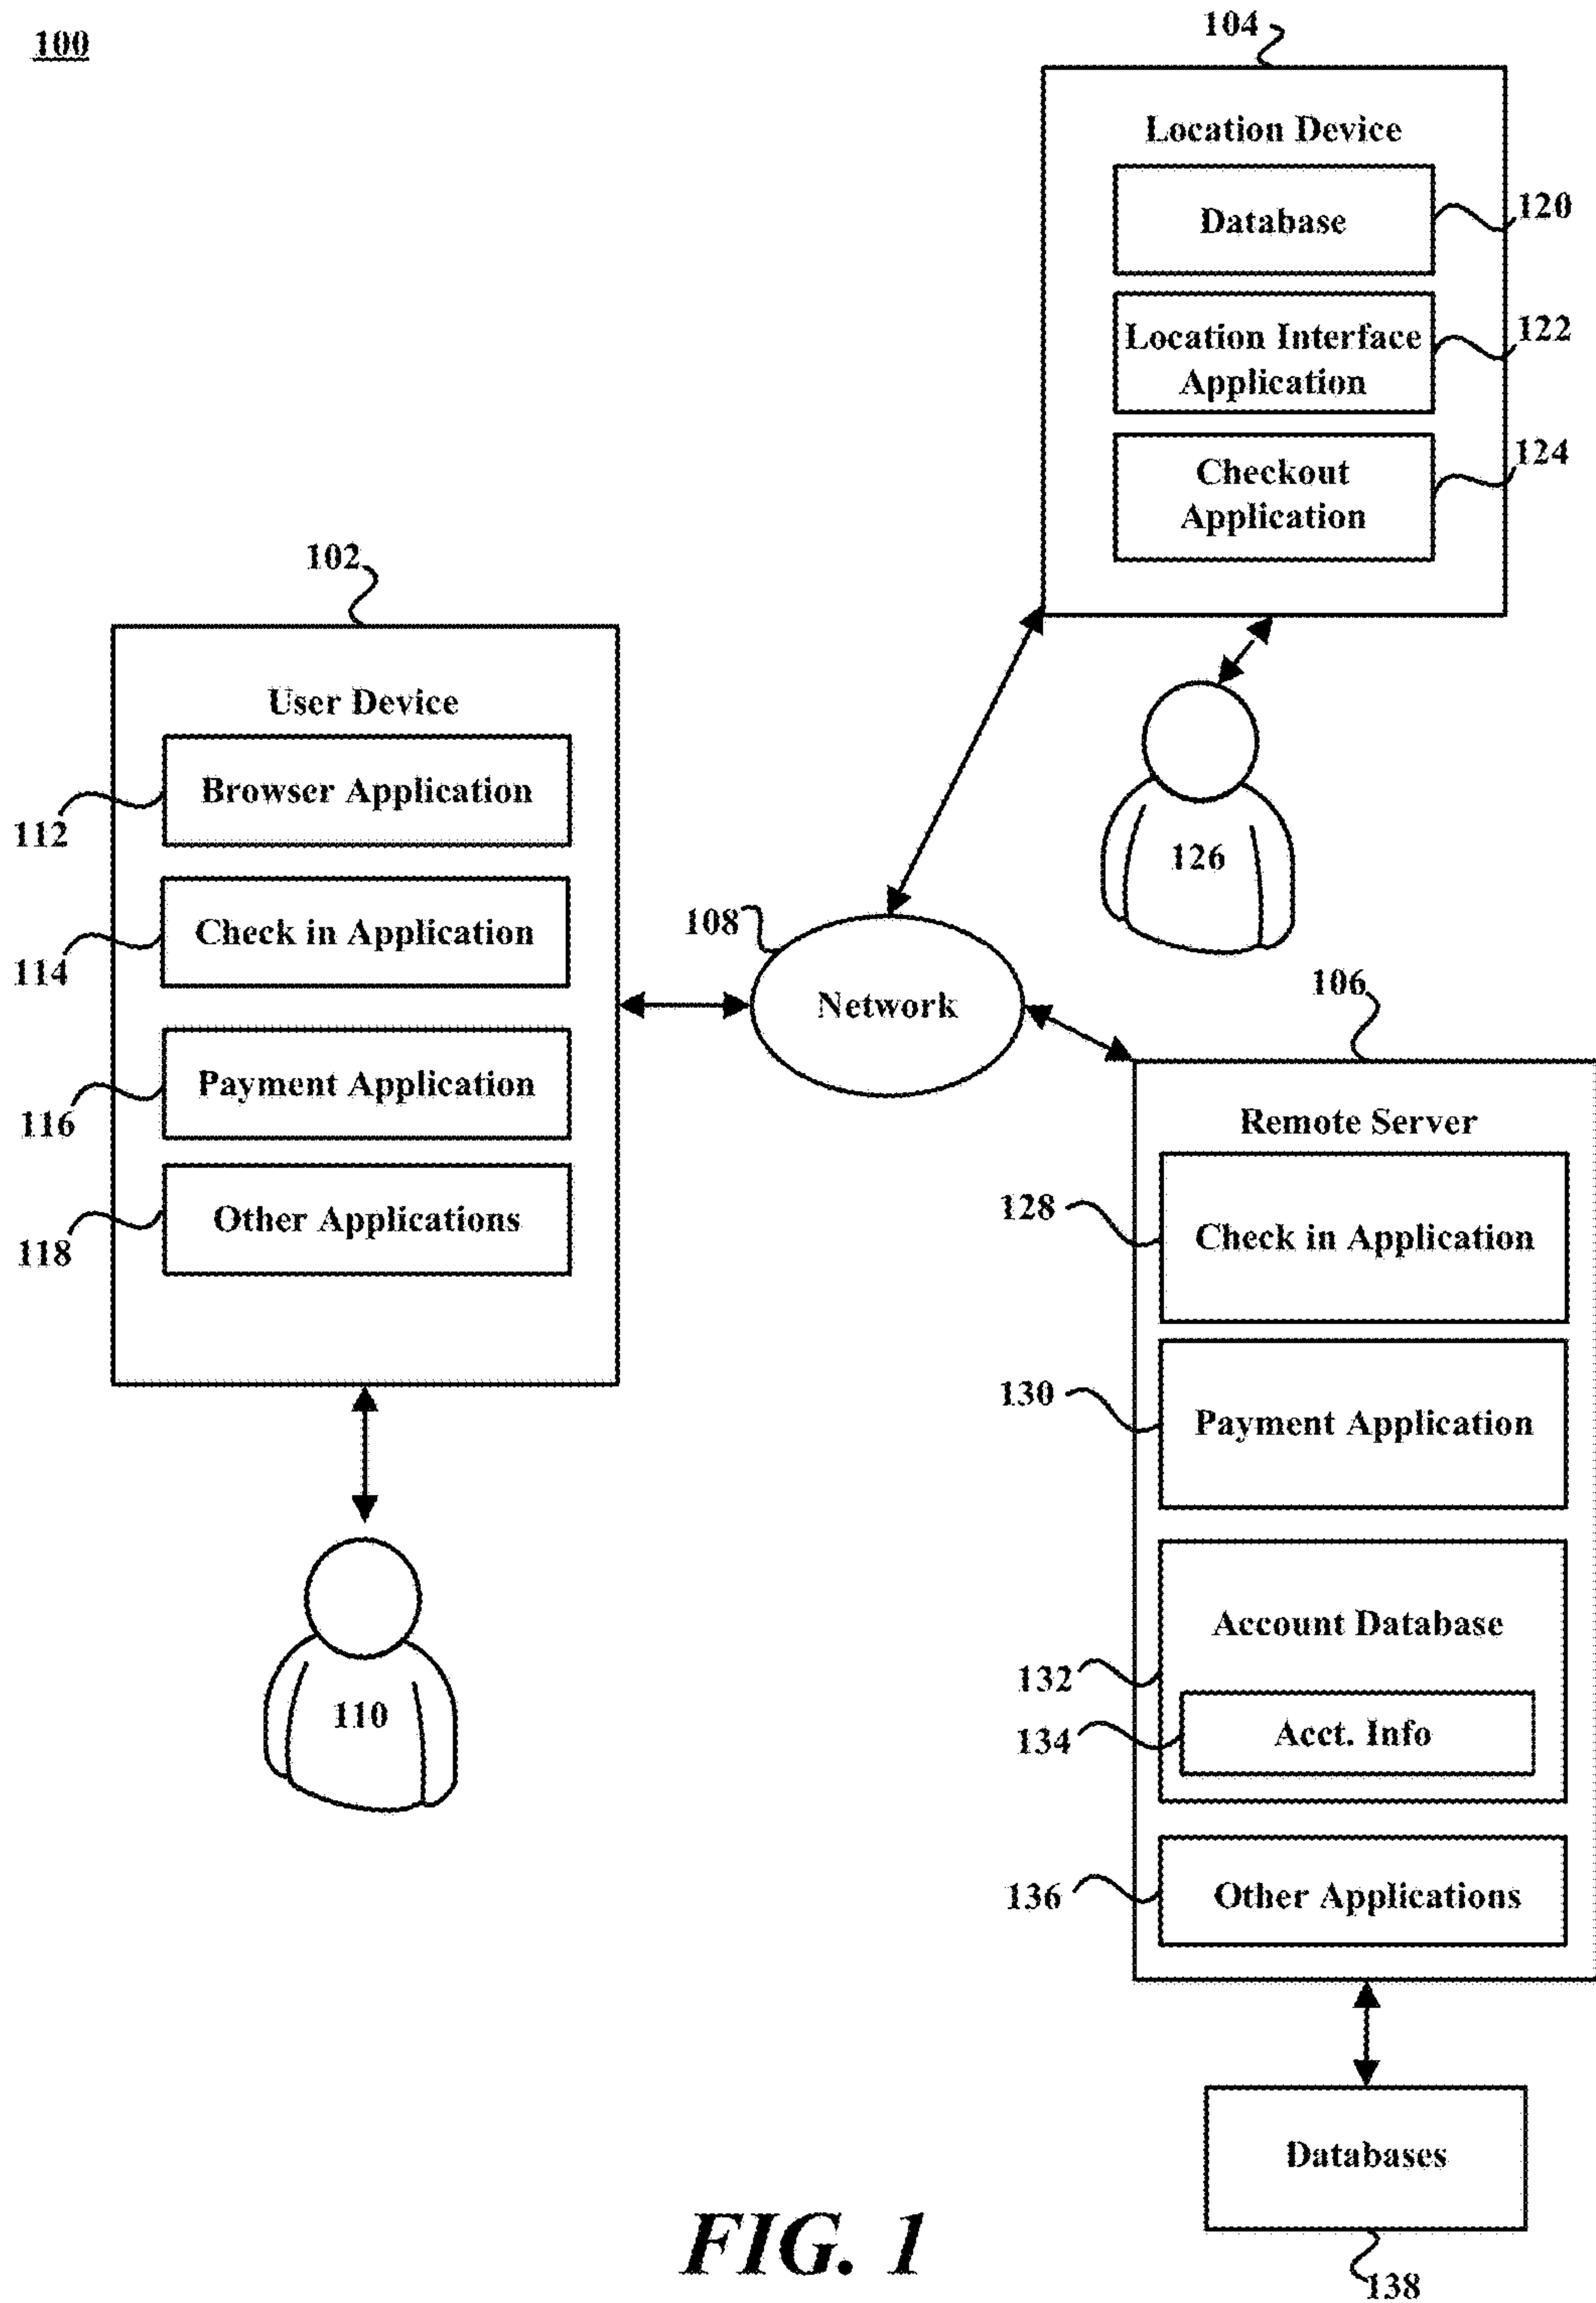 100
104
Location Device
Database
120
Location Interface
Application
122
Checkout
Application
124
102
User Device
Browser Application
112
Check in Application
114
Payment Application
116
Other Applications
118
108
Network
126
110
106
Remote Server
128
Check in Application
130
Payment Application
Account Database
132
134
Acct. Info
136
Other Applications
Databases
138
FIG. 1